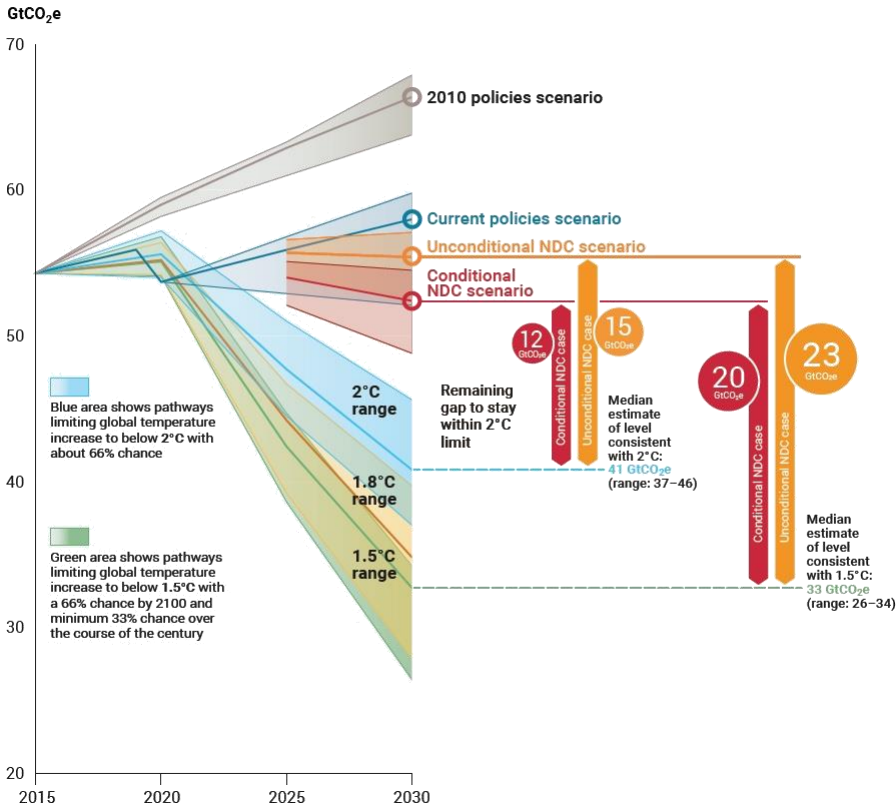 GtCO₂e
70
60
50
40
30
20
2015
2020
2025
2030
2010 policies scenario
Current policies scenario
Unconditional NDC scenario
Conditional
NDC scenario
2°C
range
1.8°C
range
1.5°C
range
Blue area shows pathways
limiting global temperature
increase to below 2°C with
about 66% chance
Green area shows pathways
limiting global temperature
increase to below 1.5°C with
a 66% chance by 2100 and
minimum 33% chance over
the course of the century
Remaining
gap to stay
within 2°C
limit
12
GtCO₂e
Conditional NDC case
Unconditional NDC case
15
GtCO₂e
Median
estimate
of level
consistent
with 2°C:
41 GtCO₂e
(range: 37–46)
20
GtCO₂e
Conditional NDC case
Unconditional NDC case
23
GtCO₂e
Median
estimate
of level
consistent
with 1.5°C:
33 GtCO₂e
(range: 26–34)